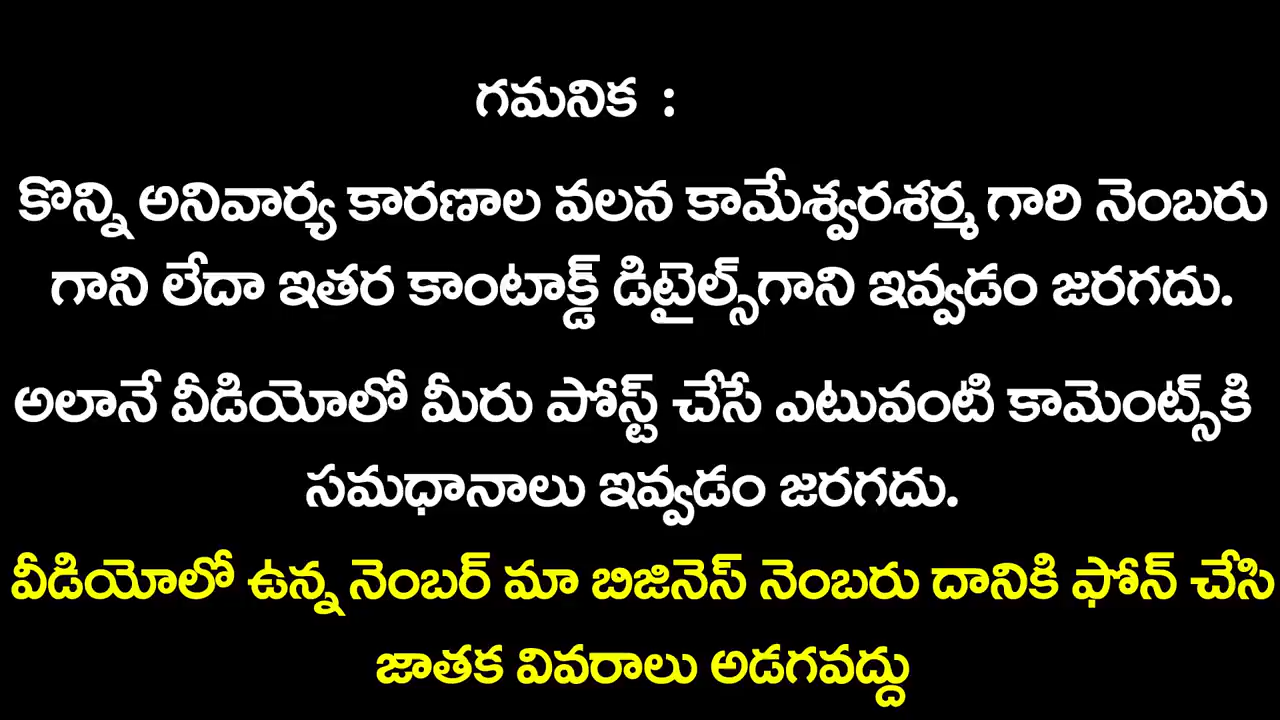 గమనిక :
కొన్ని అనివార్య కారణాల వలన కామేశ్వరశర్మ గారి నెంబరు
గాని లేదా ఇతర కాంటాక్డ్ డిటైల్స్‌గాని ఇవ్వడం జరగదు.
అలానే వీడియోలో మీరు పోస్ట్ చేసే ఎటువంటి కామెంట్స్‌కి
సమధానాలు ఇవ్వడం జరగదు.
వీడియోలో ఉన్న నెంబర్ మా బిజినెస్ నెంబరు దానికి ఫోన్ చేసి
జాతక వివరాలు అడగవద్దు